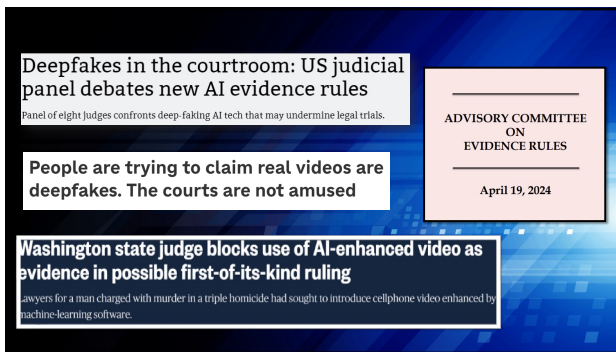 Deepfakes in the courtroom: US judicial
panel debates new AI evidence rules
Panel of eight judges confronts deep-faking AI tech that may undermine legal trials.
People are trying to claim real videos are
deepfakes. The courts are not amused
Washington state judge blocks use of AI-enhanced video as
evidence in possible first-of-its-kind ruling
Lawyers for a man charged with murder in a triple homicide had sought to introduce cellphone video enhanced by
machine-learning software.
ADVISORY COMMITTEE
ON
EVIDENCE RULES
April 19, 2024